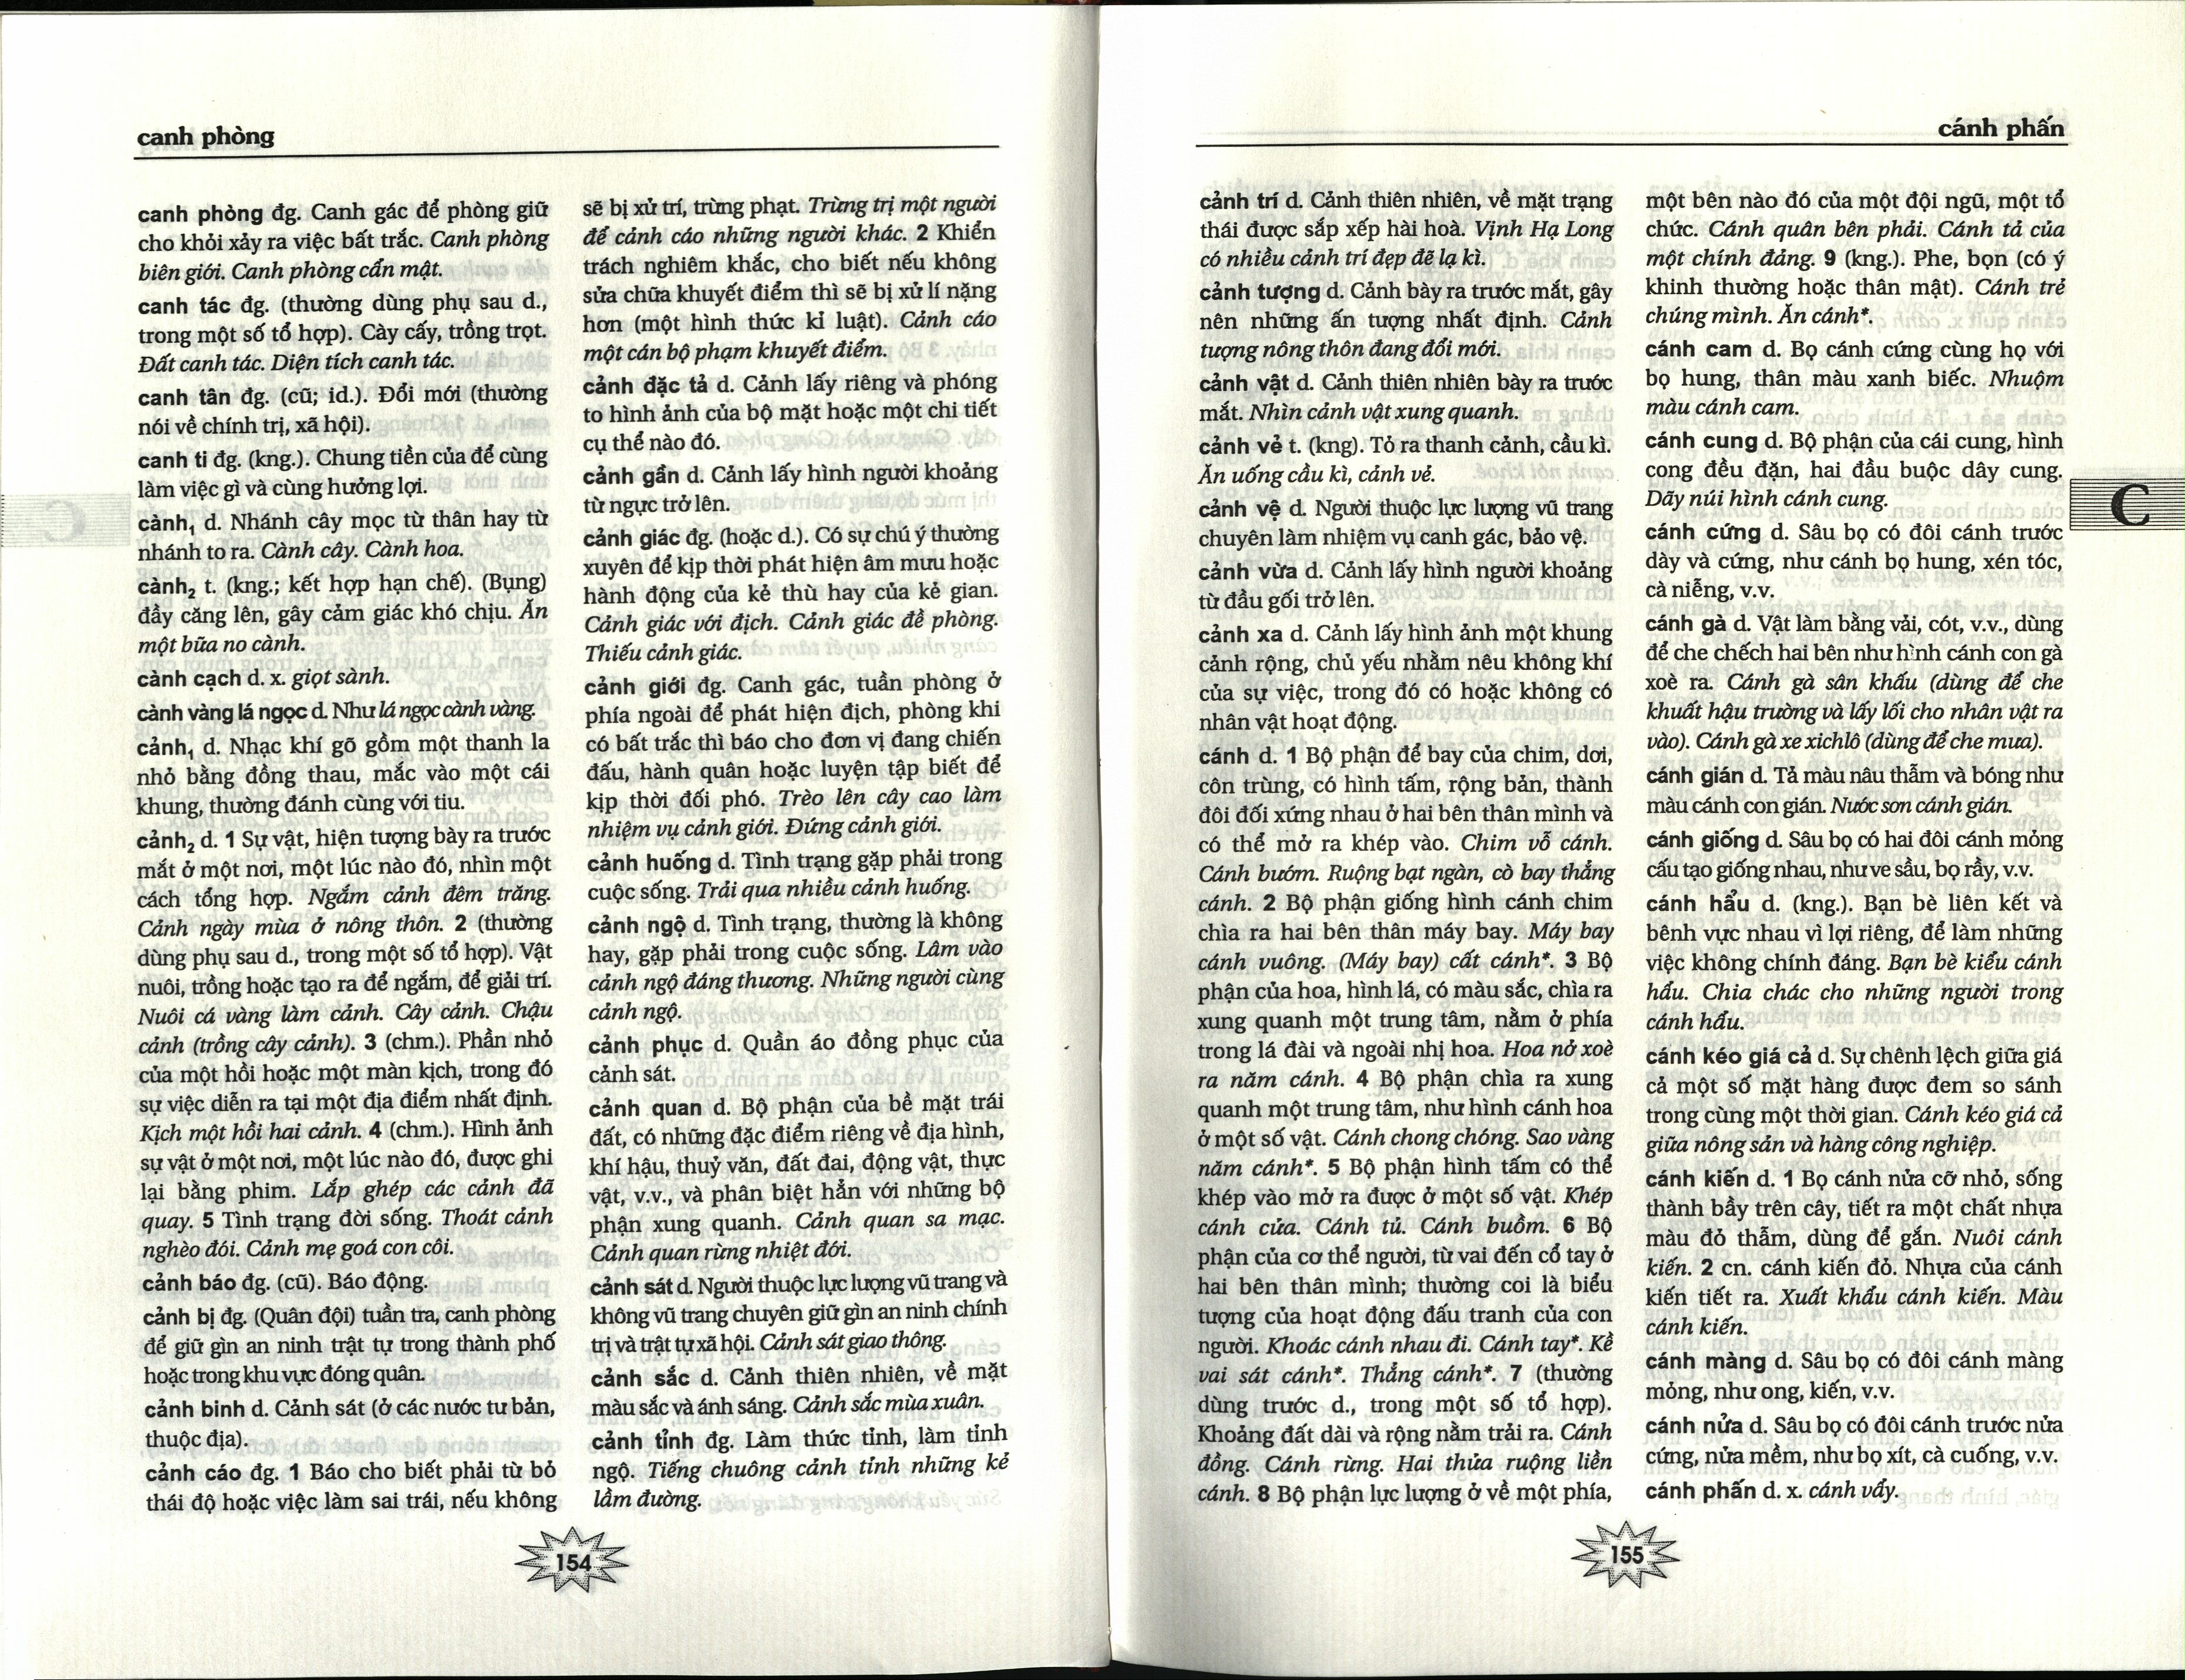 canh phòng
canh phòng đg. Canh gác để phòng giữ
cho khỏi xảy ra việc bất trắc. Canh phòng
biên giới. Canh phòng cẩn mật.
canh tác đg. (thường dùng phụ sau d.,
trong một số tổ hợp). Cày cấy, trồng trọt.
Đất canh tác. Diện tích canh tác.
canh tân đg. (cũ; id.). Đổi mới (thường
nói về chính trị, xã hội).
canh ti đg. (kng.). Chung tiền của để cùng
làm việc gì và cùng hưởng lợi.
cành₁ d. Nhánh cây mọc từ thân hay từ
nhánh to ra. Cành cây. Cành hoa.
cành₂ t. (kng.; kết hợp hạn chế). (Bụng)
đầy căng lên, gây cảm giác khó chịu. Ăn
một bữa no cành.
cành cạch d. x. giọt sành.
cành vàng lá ngọc d. Như lá ngọc cành vàng.
cảnh₁ d. Nhạc khí gõ gồm một thanh la
nhỏ bằng đồng thau, mắc vào một cái
khung, thường đánh cùng với tiu.
cảnh₂ d. 1 Sự vật, hiện tượng bày ra trước
mắt ở một nơi, một lúc nào đó, nhìn một
cách tổng hợp. Ngắm cảnh đêm trăng.
Cảnh ngày mùa ở nông thôn. 2 (thường
dùng phụ sau d., trong một số tổ hợp). Vật
nuôi, trồng hoặc tạo ra để ngắm, để giải trí.
Nuôi cá vàng làm cảnh. Cây cảnh. Chậu
cảnh (trồng cây cảnh). 3 (chm.). Phần nhỏ
của một hồi hoặc một màn kịch, trong đó
sự việc diễn ra tại một địa điểm nhất định.
Kịch một hồi hai cảnh. 4 (chm.). Hình ảnh
sự vật ở một nơi, một lúc nào đó, được ghi
lại bằng phim. Lắp ghép các cảnh đã
quay. 5 Tình trạng đời sống. Thoát cảnh
nghèo đói. Cảnh mẹ goá con côi.
cảnh báo đg. (cũ). Báo động.
cảnh bị đg. (Quân đội) tuần tra, canh phòng
để giữ gìn an ninh trật tự trong thành phố
hoặc trong khu vực đóng quân.
cảnh binh d. Cảnh sát (ở các nước tư bản,
thuộc địa).
cảnh cáo đg. 1 Báo cho biết phải từ bỏ
thái độ hoặc việc làm sai trái, nếu không
sẽ bị xử trí, trừng phạt. Trừng trị một người
để cảnh cáo những người khác. 2 Khiển
trách nghiêm khắc, cho biết nếu không
sửa chữa khuyết điểm thì sẽ bị xử lí nặng
hơn (một hình thức kỉ luật). Cảnh cáo
một cán bộ phạm khuyết điểm.
cảnh đặc tả d. Cảnh lấy riêng và phóng
to hình ảnh của bộ mặt hoặc một chi tiết
cụ thể nào đó.
cảnh gần d. Cảnh lấy hình người khoảng
từ ngực trở lên.
cảnh giác đg. (hoặc d.). Có sự chú ý thường
xuyên để kịp thời phát hiện âm mưu hoặc
hành động của kẻ thù hay của kẻ gian.
Cảnh giác với địch. Cảnh giác đề phòng.
Thiếu cảnh giác.
cảnh giới đg. Canh gác, tuần phòng ở
phía ngoài để phát hiện địch, phòng khi
có bất trắc thì báo cho đơn vị đang chiến
đấu, hành quân hoặc luyện tập biết để
kịp thời đối phó. Trèo lên cây cao làm
nhiệm vụ cảnh giới. Đứng cảnh giới.
cảnh huống d. Tình trạng gặp phải trong
cuộc sống. Trải qua nhiều cảnh huống.
cảnh ngộ d. Tình trạng, thường là không
hay, gặp phải trong cuộc sống. Lâm vào
cảnh ngộ đáng thương. Những người cùng
cảnh ngộ.
cảnh phục d. Quần áo đồng phục của
cảnh sát.
cảnh quan d. Bộ phận của bề mặt trái
đất, có những đặc điểm riêng về địa hình,
khí hậu, thuỷ văn, đất đai, động vật, thực
vật, v.v., và phân biệt hẳn với những bộ
phận xung quanh. Cảnh quan sa mạc.
Cảnh quan rừng nhiệt đới.
cảnh sát d. Người thuộc lực lượng vũ trang và
không vũ trang chuyên giữ gìn an ninh chính
trị và trật tự xã hội. Cảnh sát giao thông.
cảnh sắc d. Cảnh thiên nhiên, về mặt
màu sắc và ánh sáng. Cảnh sắc mùa xuân.
cảnh tỉnh đg. Làm thức tỉnh, làm tỉnh
ngộ. Tiếng chuông cảnh tỉnh những kẻ
lầm đường.
154
cánh phấn
cảnh trí d. Cảnh thiên nhiên, về mặt trạng
thái được sắp xếp hài hoà. Vịnh Hạ Long
có nhiều cảnh trí đẹp đẽ lạ kì.
cảnh tượng d. Cảnh bày ra trước mắt, gây
nên những ấn tượng nhất định. Cảnh
tượng nông thôn đang đổi mới.
cảnh vật d. Cảnh thiên nhiên bày ra trước
mắt. Nhìn cảnh vật xung quanh.
cảnh vẻ t. (kng). Tỏ ra thanh cảnh, cầu kì.
Ăn uống cầu kì, cảnh vẻ.
cảnh vệ d. Người thuộc lực lượng vũ trang
chuyên làm nhiệm vụ canh gác, bảo vệ.
cảnh vừa d. Cảnh lấy hình người khoảng
từ đầu gối trở lên.
cảnh xa d. Cảnh lấy hình ảnh một khung
cảnh rộng, chủ yếu nhằm nêu không khí
của sự việc, trong đó có hoặc không có
nhân vật hoạt động.
cánh d. 1 Bộ phận để bay của chim, dơi,
côn trùng, có hình tấm, rộng bản, thành
đôi đối xứng nhau ở hai bên thân mình và
có thể mở ra khép vào. Chim vỗ cánh.
Cánh bướm. Ruộng bạt ngàn, cò bay thẳng
cánh. 2 Bộ phận giống hình cánh chim
chìa ra hai bên thân máy bay. Máy bay
cánh vuông. (Máy bay) cất cánh*. 3 Bộ
phận của hoa, hình lá, có màu sắc, chìa ra
xung quanh một trung tâm, nằm ở phía
trong lá đài và ngoài nhị hoa. Hoa nở xoè
ra năm cánh. 4 Bộ phận chìa ra xung
quanh một trung tâm, như hình cánh hoa
ở một số vật. Cánh chong chóng. Sao vàng
năm cánh*. 5 Bộ phận hình tấm có thể
khép vào mở ra được ở một số vật. Khép
cánh cửa. Cánh tủ. Cánh buồm. 6 Bộ
phận của cơ thể người, từ vai đến cổ tay ở
hai bên thân mình; thường coi là biểu
tượng của hoạt động đấu tranh của con
người. Khoác cánh nhau đi. Cánh tay*. Kề
vai sát cánh*. Thẳng cánh*. 7 (thường
dùng trước d., trong một số tổ hợp).
Khoảng đất dài và rộng nằm trải ra. Cánh
đồng. Cánh rừng. Hai thửa ruộng liền
cánh. 8 Bộ phận lực lượng ở về một phía,
một bên nào đó của một đội ngũ, một tổ
chức. Cánh quân bên phải. Cánh tả của
một chính đảng. 9 (kng.). Phe, bọn (có ý
khinh thường hoặc thân mật). Cánh trẻ
chúng mình. Ăn cánh*.
cánh cam d. Bọ cánh cứng cùng họ với
bọ hung, thân màu xanh biếc. Nhuộm
màu cánh cam.
cánh cung d. Bộ phận của cái cung, hình
cong đều đặn, hai đầu buộc dây cung.
Dãy núi hình cánh cung.
cánh cứng d. Sâu bọ có đôi cánh trước
dày và cứng, như cánh bọ hung, xén tóc,
cà niễng, v.v.
cánh gà d. Vật làm bằng vải, cót, v.v., dùng
để che chếch hai bên như hình cánh con gà
xoè ra. Cánh gà sân khấu (dùng để che
khuất hậu trường và lấy lối cho nhân vật ra
vào). Cánh gà xe xichlô (dùng để che mưa).
cánh gián d. Tả màu nâu thẫm và bóng như
màu cánh con gián. Nước sơn cánh gián.
cánh giống d. Sâu bọ có hai đôi cánh mỏng
cấu tạo giống nhau, như ve sầu, bọ rầy, v.v.
cánh hẩu d. (kng.). Bạn bè liên kết và
bênh vực nhau vì lợi riêng, để làm những
việc không chính đáng. Bạn bè kiểu cánh
hẩu. Chia chác cho những người trong
cánh hẩu.
cánh kéo giá cả d. Sự chênh lệch giữa giá
cả một số mặt hàng được đem so sánh
trong cùng một thời gian. Cánh kéo giá cả
giữa nông sản và hàng công nghiệp.
cánh kiến d. 1 Bọ cánh nửa cỡ nhỏ, sống
thành bầy trên cây, tiết ra một chất nhựa
màu đỏ thẫm, dùng để gắn. Nuôi cánh
kiến. 2 cn. cánh kiến đỏ. Nhựa của cánh
kiến tiết ra. Xuất khẩu cánh kiến. Màu
cánh kiến.
cánh màng d. Sâu bọ có đôi cánh mảng
mỏng, như ong, kiến, v.v.
cánh nửa d. Sâu bọ có đôi cánh trước nửa
cứng, nửa mềm, như bọ xít, cà cuống, v.v.
cánh phấn d. x. cánh vẩy.
C
155